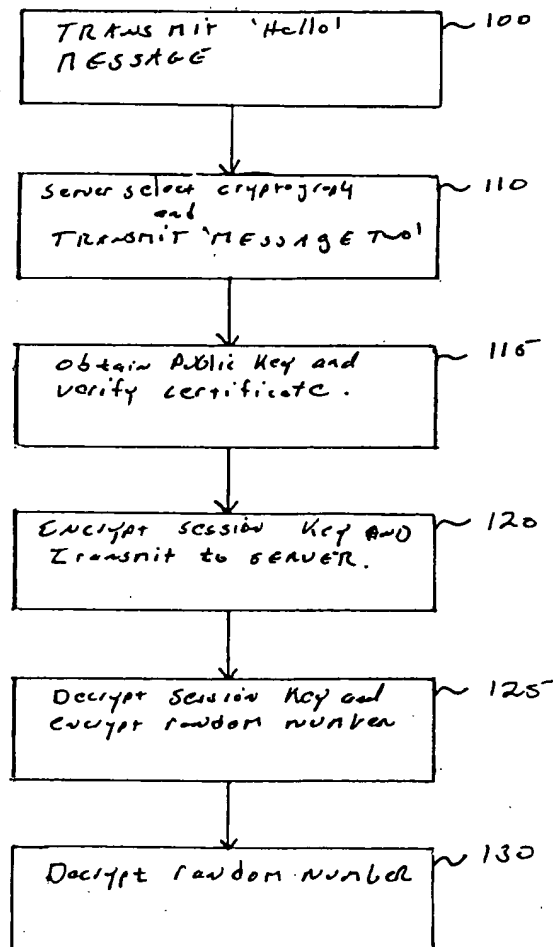 TRANSMIT 'Hello'
MESSAGE
100
Server select cryptography
and
TRANSMIT 'MESSAGE TWO'
110
Obtain Public Key and
verify certificate.
115
Encrypt session Key AND
Transmit to SERVER.
120
Decrypt Session Key and
encrypt random number
125
Decrypt random number
130